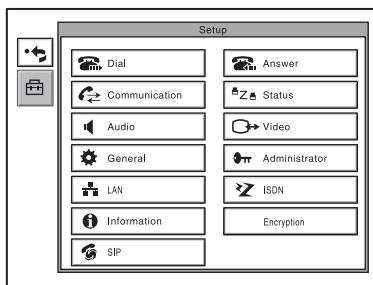 Setup
Dial
Answer
Communication
Status
Audio
Video
General
Administrator
LAN
ISDN
Information
Encryption
SIP